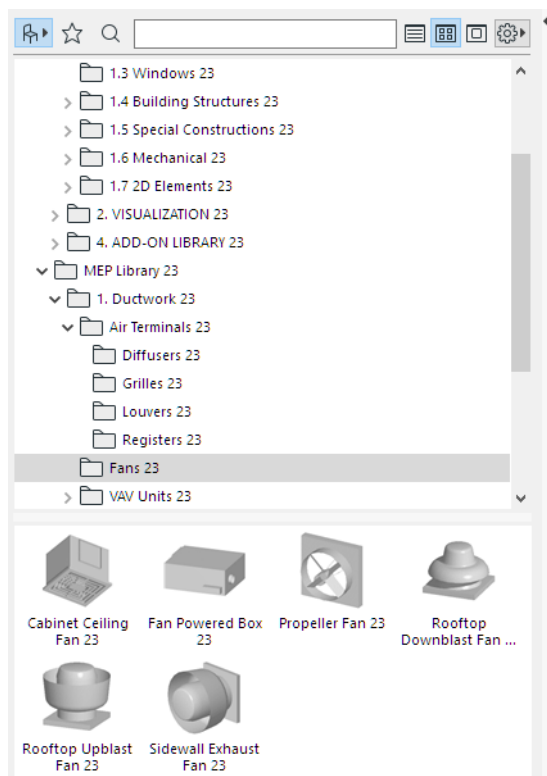 1.3 Windows 23
1.4 Building Structures 23
1.5 Special Constructions 23
1.6 Mechanical 23
1.7 2D Elements 23
2. VISUALIZATION 23
4. ADD-ON LIBRARY 23
MEP Library 23
1. Ductwork 23
Air Terminals 23
Diffusers 23
Grilles 23
Louvers 23
Registers 23
Fans 23
VAV Units 23
Cabinet Ceiling
Fan 23
Fan Powered Box
23
Propeller Fan 23
Rooftop
Downblast Fan ...
Rooftop Upblast
Fan 23
Sidewall Exhaust
Fan 23